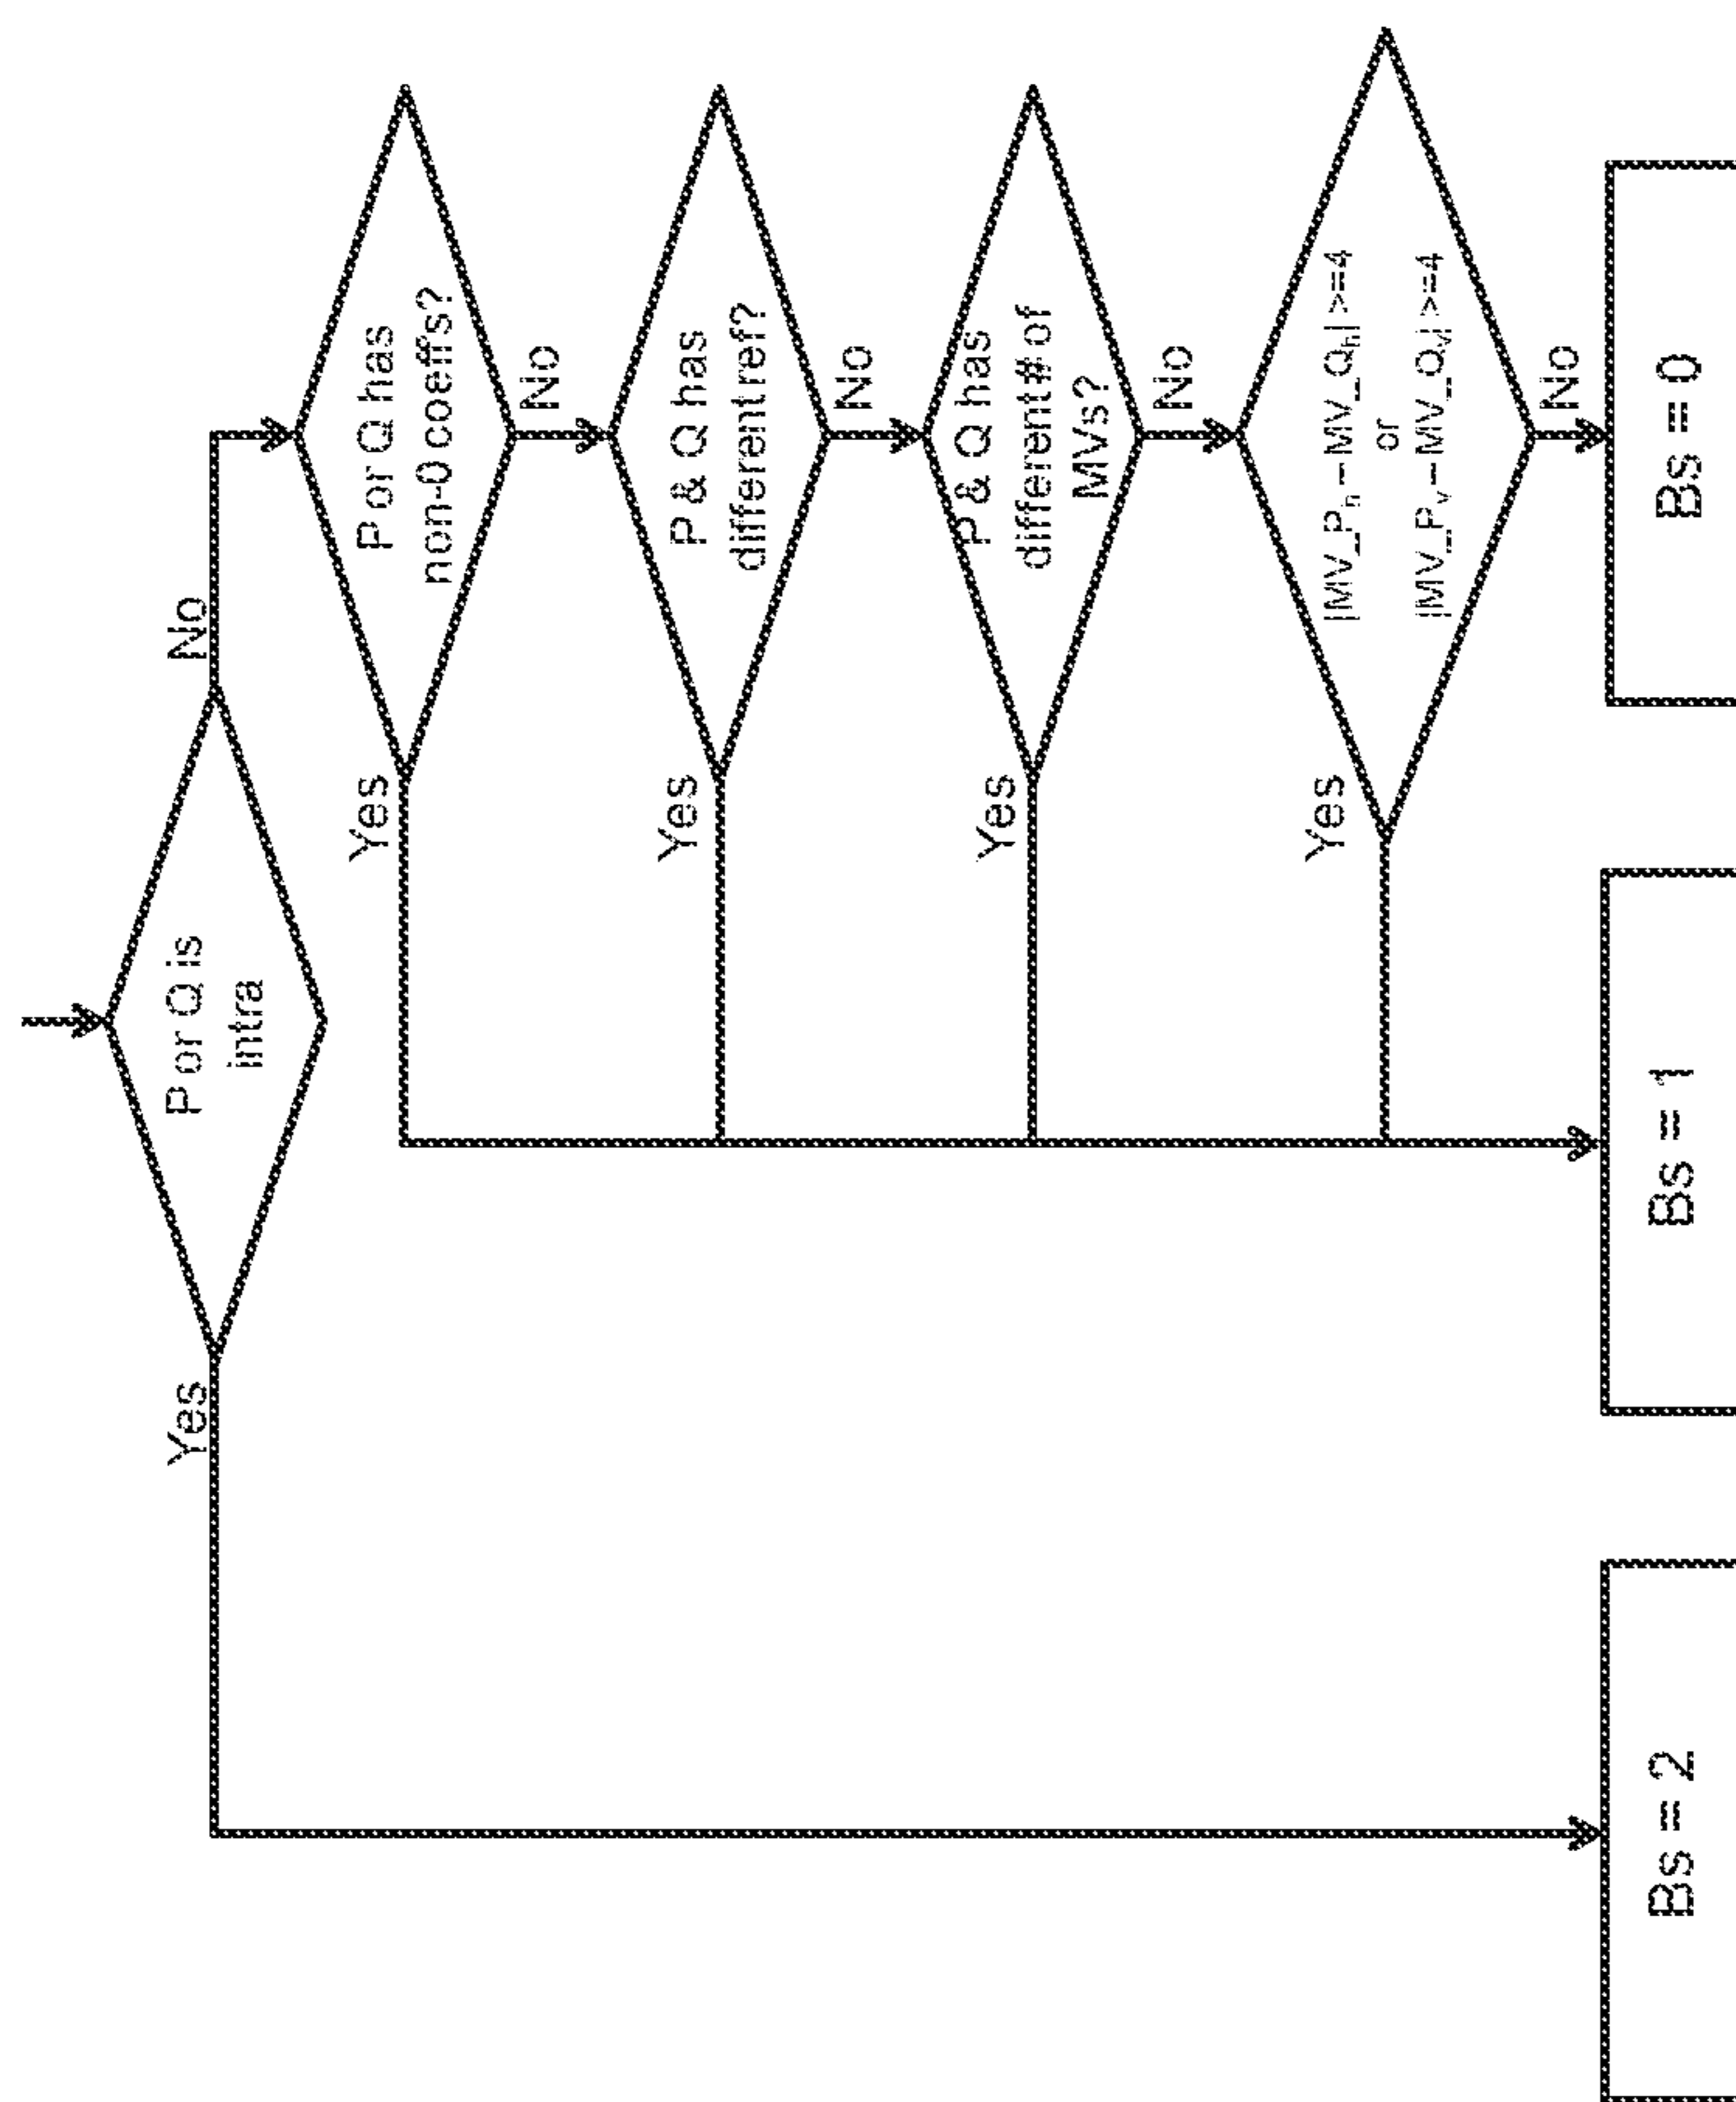 P or Q is
intra
Yes
No
P or Q has
non-0 coeffs?
Yes
No
P & Q has
different ref?
Yes
No
P & Q has
different # of
MVs?
Yes
No
|MV_Pₕ – MV_Qₕ| >=4
or
|MV_Pᵥ – MV_Qᵥ| >=4
Yes
No
Bs = 2
Bs = 1
Bs = 0